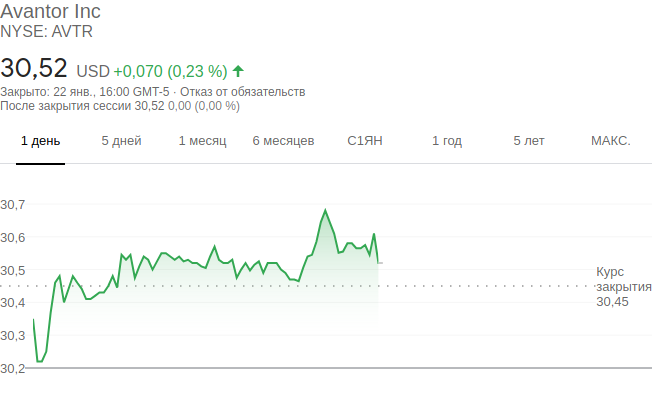 Avantor Inc
NYSE: AVTR
30,52 USD +0,070 (0,23 %)
Закрыто: 22 янв., 16:00 GMT-5 · Отказ от обязательств
После закрытия сессии 30,52 0,00 (0,00 %)
1 день 5 дней 1 месяц 6 месяцев С1ЯН 1 год 5 лет МАКС.
30,7
30,6
30,5
30,4
30,3
30,2
Курс
закрытия
30,45